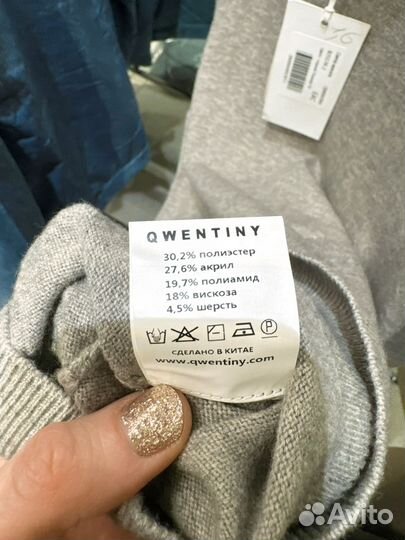 QWENTINY
30,2% полиэстер
27,6% акрил
19,7% полиамид
18% вискоза
4,5% шерсть
P
СДЕЛАНО В КИТАЕ
www.qwentiny.com
Avito